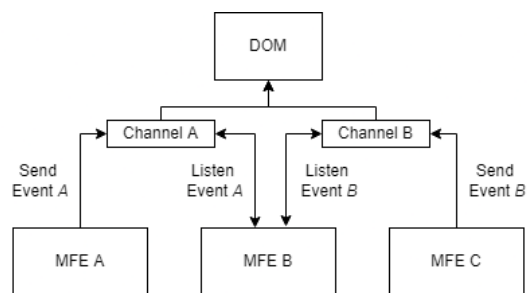 DOM
Channel A
Channel B
Send
Event A
Listen
Event A
Listen
Event B
Send
Event B
MFE A
MFE B
MFE C